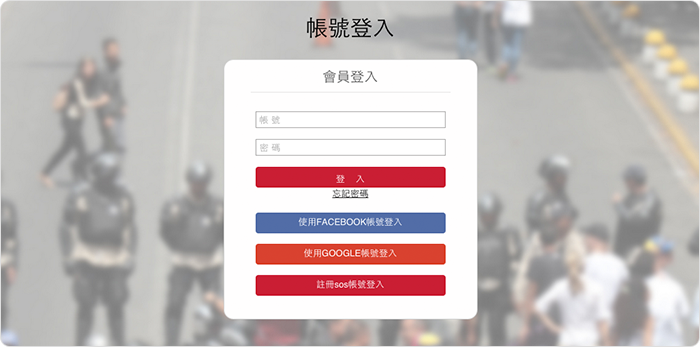 帳號登入
會員登入
帳 號
密 碼
登 入
忘記密碼
使用FACEBOOK帳號登入
使用GOOGLE帳號登入
註冊sos帳號登入